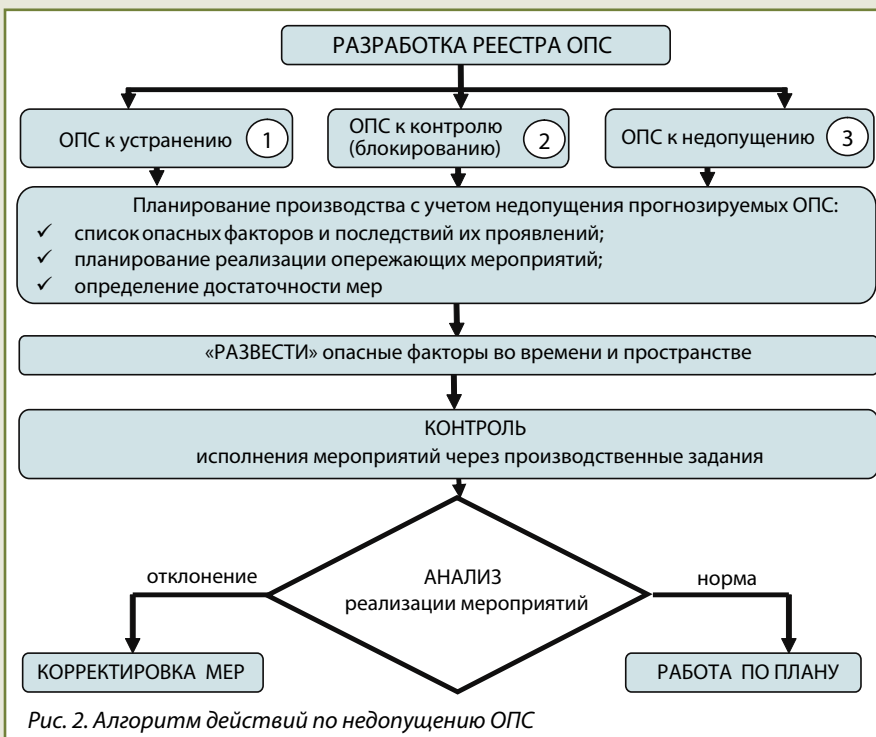 РАЗРАБОТКА РЕЕСТРА ОПС
ОПС к устранению 1
ОПС к контролю
(блокированию) 2
ОПС к недопущению 3
Планирование производства с учетом недопущения прогнозируемых ОПС:
✓ список опасных факторов и последствий их проявлений;
✓ планирование реализации опережающих мероприятий;
✓ определение достаточности мер
«РАЗВЕСТИ» опасные факторы во времени и пространстве
КОНТРОЛЬ
исполнения мероприятий через производственные задания
отклонение
АНАЛИЗ
реализации мероприятий
норма
КОРРЕКТИРОВКА МЕР
РАБОТА ПО ПЛАНУ
Рис. 2. Алгоритм действий по недопущению ОПС